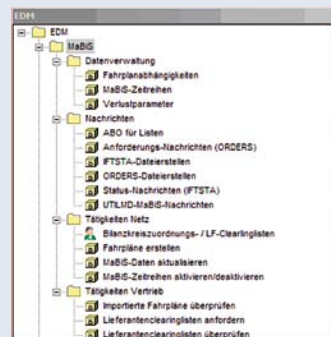 EDM
EDM
MaBiS
Datenverwaltung
Fahrplanabhängigkeiten
MaBiS-Zeitreihen
Verlustparameter
Nachrichten
ABO für Listen
Anforderungs-Nachrichten (ORDERS)
IFTSTA-Dateierstellen
ORDERS-Dateierstellen
Status-Nachrichten (IFTSTA)
UTILMD-MaBiS-Nachrichten
Tätigkeiten Netz
Bilanzkreiszuordnungs- / LF-Clearinglisten
Fahrpläne erstellen
MaBiS-Daten aktualisieren
MaBiS-Zeitreihen aktivieren/deaktivieren
Tätigkeiten Vertrieb
Importierte Fahrpläne überprüfen
Lieferantenclearinglisten anfordern
Lieferantenclearinglisten überprüfen